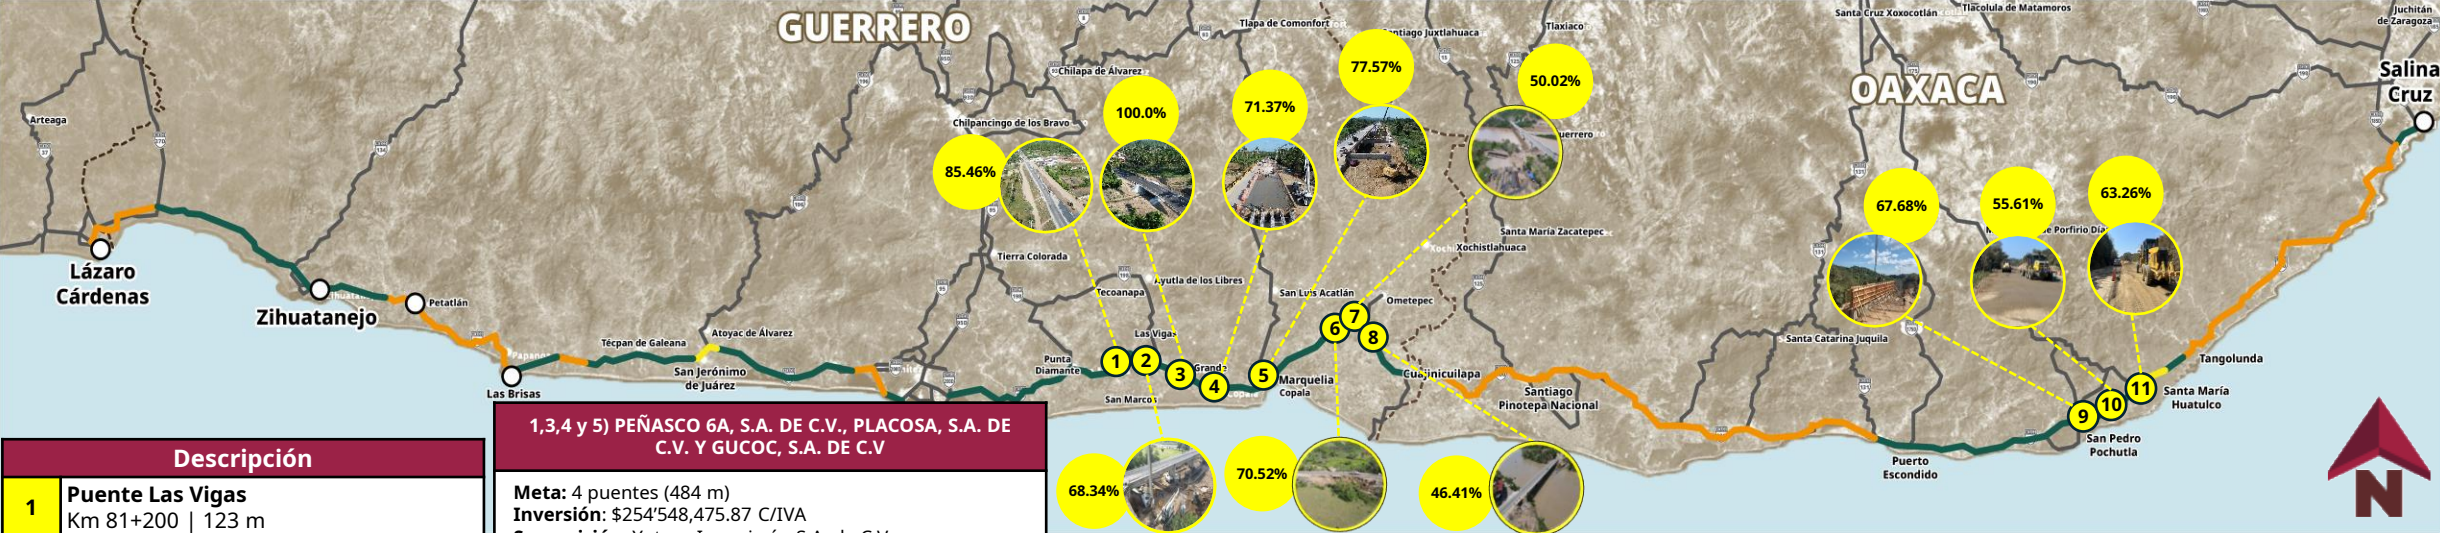 GUERRERO
OAXACA
Arteaga
Lázaro
Cárdenas
Zihuatanejo
Petatlán
Papanoa
Las Brisas
Técpan de Galeana
Atoyac de Álvarez
San Jerónimo
de Juárez
Chilpancingo de los Bravo
Chilapa de Álvarez
Tlapa de Comonfort
Tierra Colorada
Tecoanapa
Ayutla de los Libres
Las Vigas
Punta
Diamante
San Marcos
Grande
Copala
San Luis Acatlán
Marquelia
Copala
Ometepec
Cuajinicuilapa
Xochistlahuaca
Santa María Zacatepec
Tlaxiaco
Santiago
Pinotepa Nacional
Santa Cruz Xoxocotlán
Tlacolula de Matamoros
Juchitán
de Zaragoza
Salina
Cruz
de Porfirio Díaz
Santa Catarina Juquila
Puerto
Escondido
San Pedro
Pochutla
Santa María
Huatulco
Tangolunda
85.46%
100.0%
71.37%
77.57%
50.02%
67.68%
55.61%
63.26%
68.34%
70.52%
46.41%
1
2
3
4
5
6
7
8
9
10
11
N
Descripción
1
Puente Las Vigas
Km 81+200 | 123 m
1,3,4 y 5) PEÑASCO 6A, S.A. DE C.V., PLACOSA, S.A. DE
C.V. Y GUCOC, S.A. DE C.V
Meta: 4 puentes (484 m)
Inversión: $254’548,475.87 C/IVA